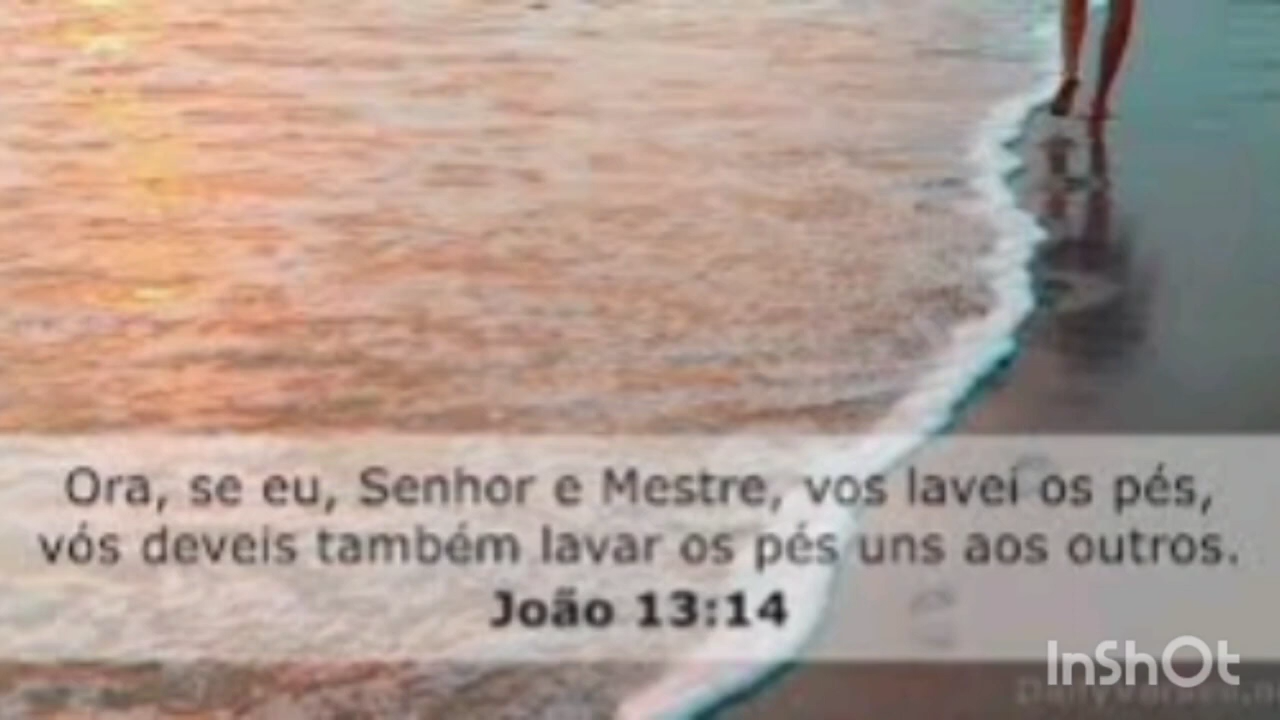 Ora, se eu, Senhor e Mestre, vos lavei os pés,
vós deveis também lavar os pés uns aos outros.
João 13:14
InShOt